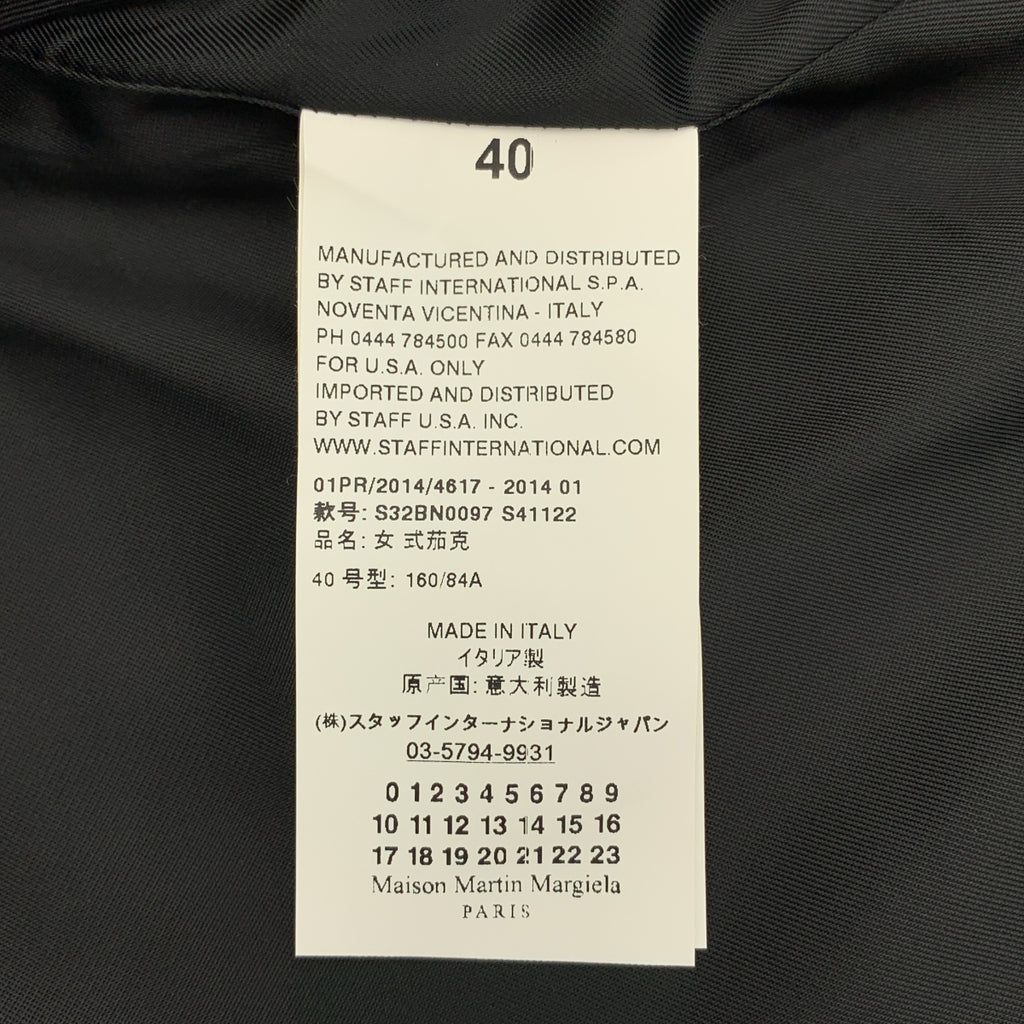 40
MANUFACTURED AND DISTRIBUTED
BY STAFF INTERNATIONAL S.P.A.
NOVENTA VICENTINA - ITALY
PH 0444 784500 FAX 0444 784580
FOR U.S.A. ONLY
IMPORTED AND DISTRIBUTED
BY STAFF U.S.A. INC.
WWW.STAFFINTERNATIONAL.COM
01PR/2014/4617 - 2014 01
款号: S32BN0097 S41122
品名: 女 式茄克
40 号型: 160/84A
MADE IN ITALY
イタリア製
原产国: 意大利製造
(株)スタッフインターナショナルジャパン
03-5794-9931
0 1 2 3 4 5 6 7 8 9
10 11 12 13 14 15 16
17 18 19 20 21 22 23
Maison Martin Margiela
PARIS